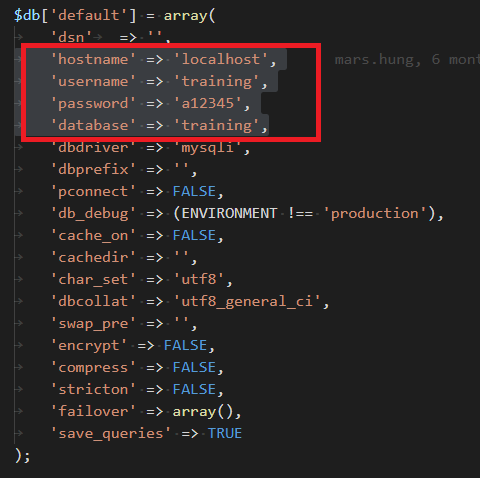 $db['default'] = array(
'dsn' => '',
'hostname' => 'localhost', mars.hung, 6 mont
'username' => 'training',
'password' => 'a12345',
'database' => 'training',
'dbdriver' => 'mysqli',
'dbprefix' => '',
'pconnect' => FALSE,
'db_debug' => (ENVIRONMENT !== 'production'),
'cache_on' => FALSE,
'cachedir' => '',
'char_set' => 'utf8',
'dbcollat' => 'utf8_general_ci',
'swap_pre' => '',
'encrypt' => FALSE,
'compress' => FALSE,
'stricton' => FALSE,
'failover' => array(),
'save_queries' => TRUE
);